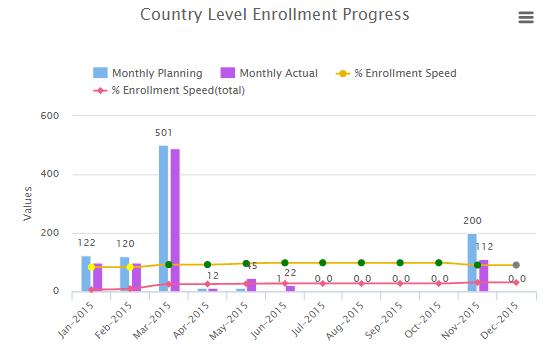 Country Level Enrollment Progress
Monthly Planning Monthly Actual % Enrollment Speed
% Enrollment Speed(total)
600
501
400
Values
200
200
122 120 112
45
12 22
0,0 0,0 0,0 0,0 0,0
0
Jan-2015 Feb-2015 Mar-2015 Apr-2015 May-2015 Jun-2015 Jul-2015 Aug-2015 Sep-2015 Oct-2015 Nov-2015 Dec-2015